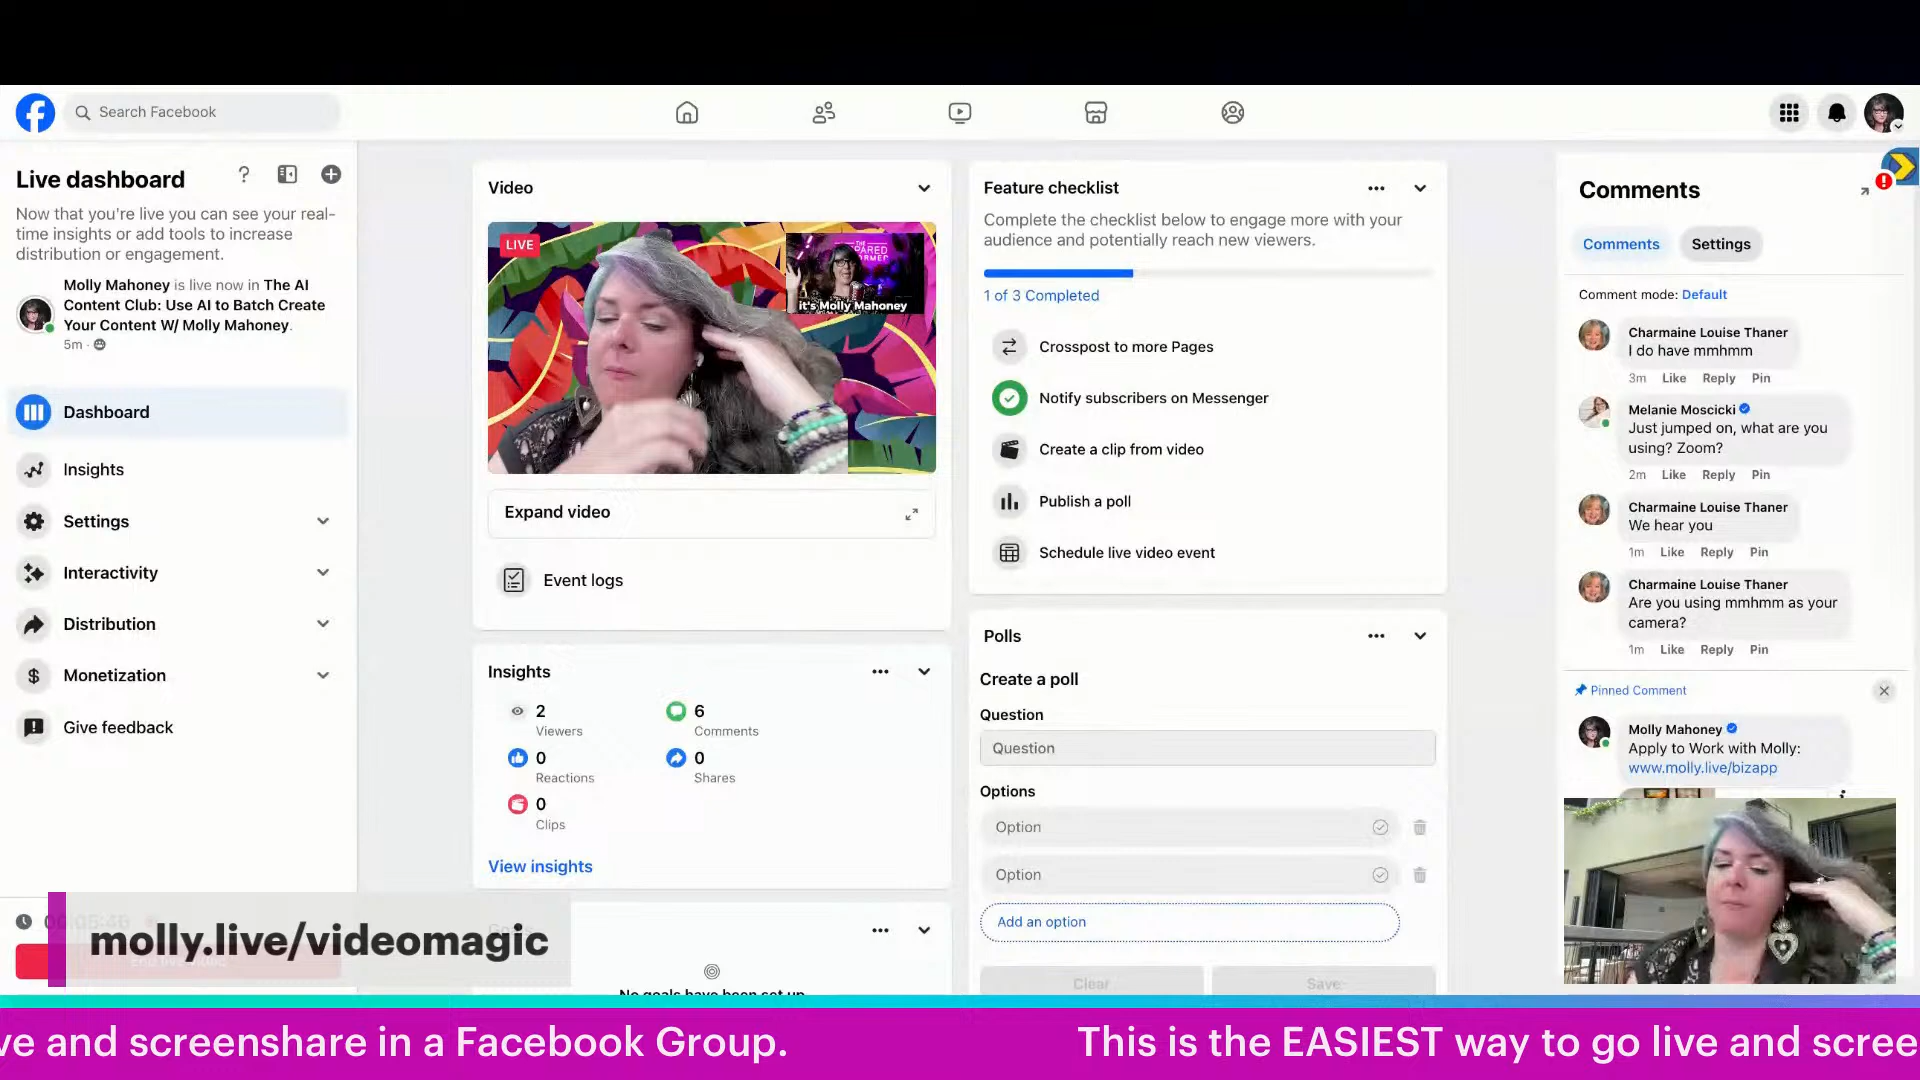 Search Facebook
Live dashboard
Now that you're live you can see your real-
time insights or add tools to increase
distribution or engagement.
Molly Mahoney is live now in The AI
Content Club: Use AI to Batch Create
Your Content W/ Molly Mahoney.
5m ·
Dashboard
Insights
Settings
Interactivity
Distribution
Monetization
Give feedback
molly.live/videomagic
Video
LIVE
THE
it's Molly Mahoney
Expand video
Event logs
Insights
2
Viewers
6
Comments
0
Reactions
0
Shares
0
Clips
View insights
No goals have been set up
Feature checklist
Complete the checklist below to engage more with your
audience and potentially reach new viewers.
1 of 3 Completed
Crosspost to more Pages
Notify subscribers on Messenger
Create a clip from video
Publish a poll
Schedule live video event
Polls
Create a poll
Question
Question
Options
Option
Option
Add an option
Clear
Save
Comments
Comments
Settings
Comment mode: Default
Charmaine Louise Thaner
I do have mmhmm
3m Like Reply Pin
Melanie Moscicki
Just jumped on, what are you
using? Zoom?
2m Like Reply Pin
Charmaine Louise Thaner
We hear you
1m Like Reply Pin
Charmaine Louise Thaner
Are you using mmhmm as your
camera?
1m Like Reply Pin
Pinned Comment
Molly Mahoney
Apply to Work with Molly:
www.molly.live/bizapp
ve and screenshare in a Facebook Group.
This is the EASIEST way to go live and scree